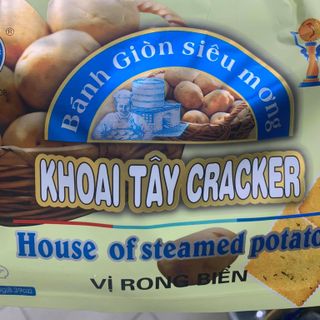 Bánh Giòn siêu mỏng
KHOAI TÂY CRACKER
House of steamed potato
VỊ RONG BIỂN